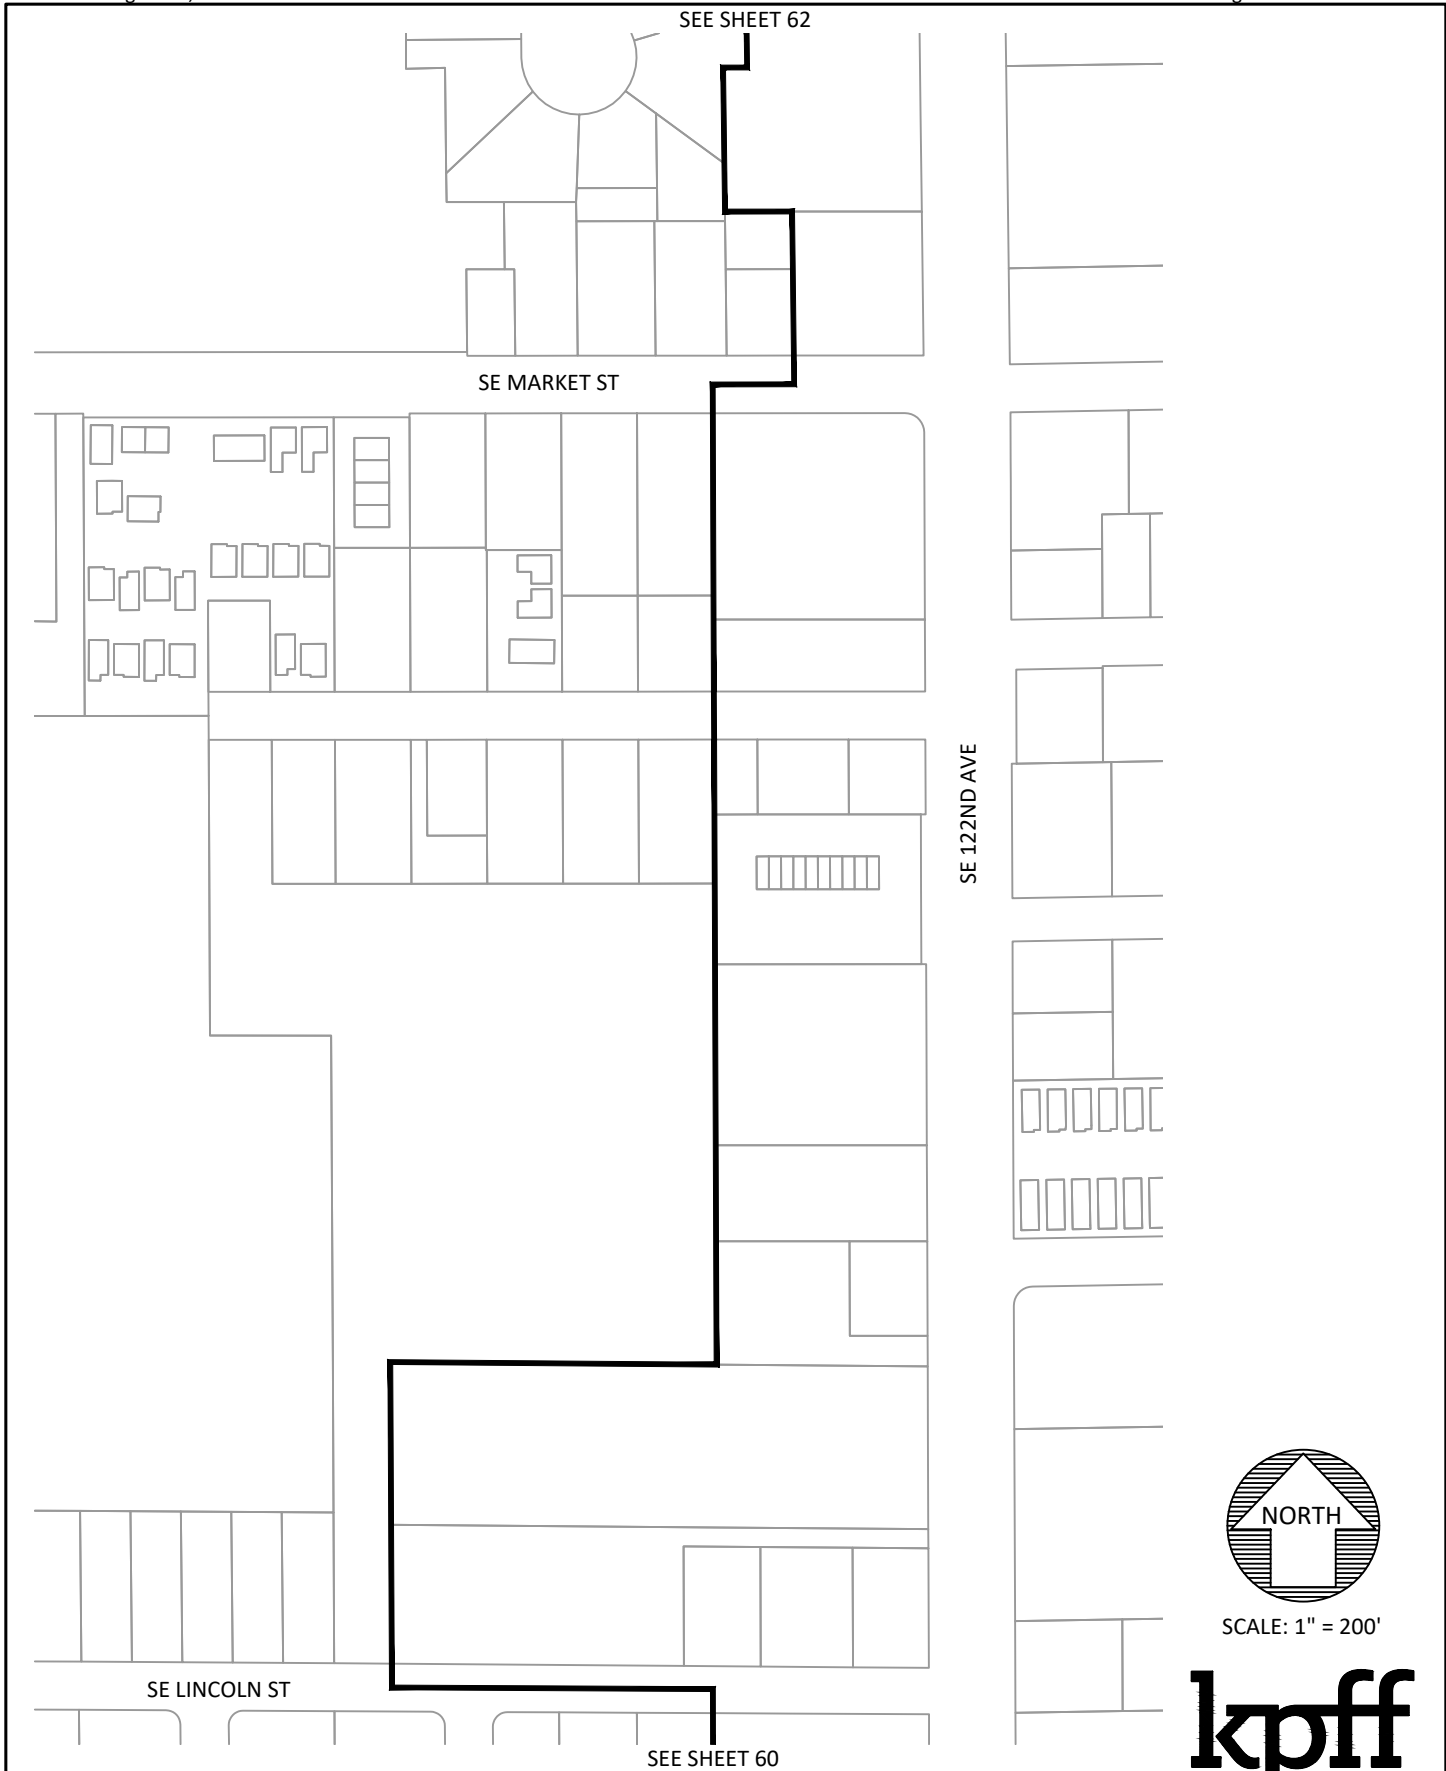 SEE SHEET 62
SE MARKET ST
SE 122ND AVE
NORTH
SCALE: 1" = 200'
SE LINCOLN ST
kpff
SEE SHEET 60